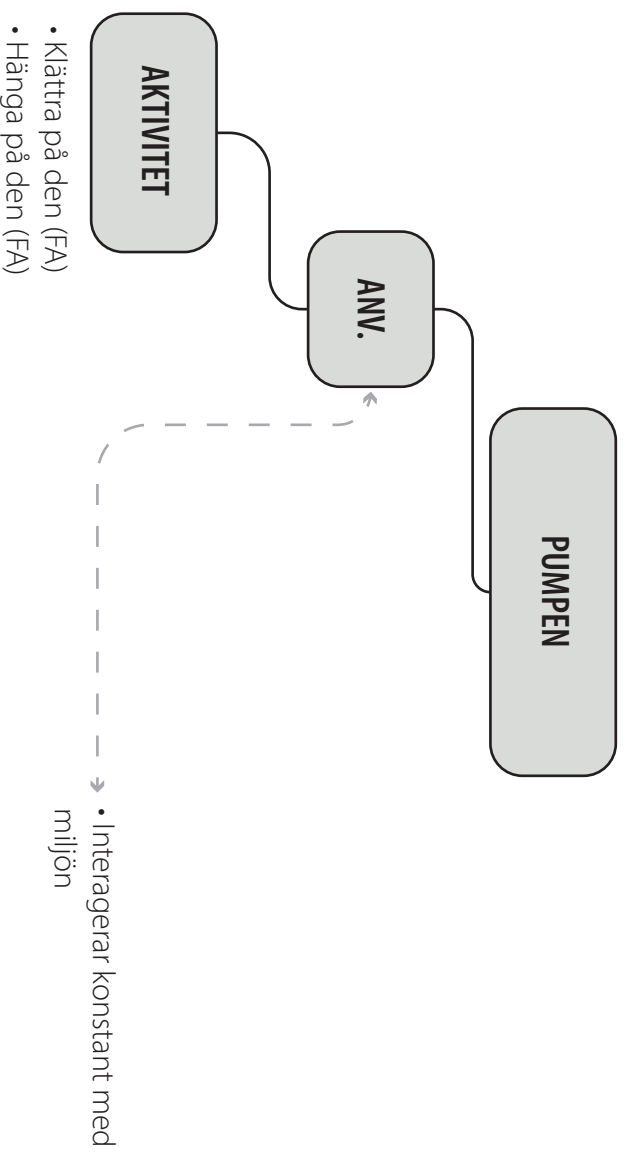 PUMPEN
ANV.
AKTIVITET
• Interagerar konstant med
miljön
• Klättra på den (FA)
• Hänga på den (FA)